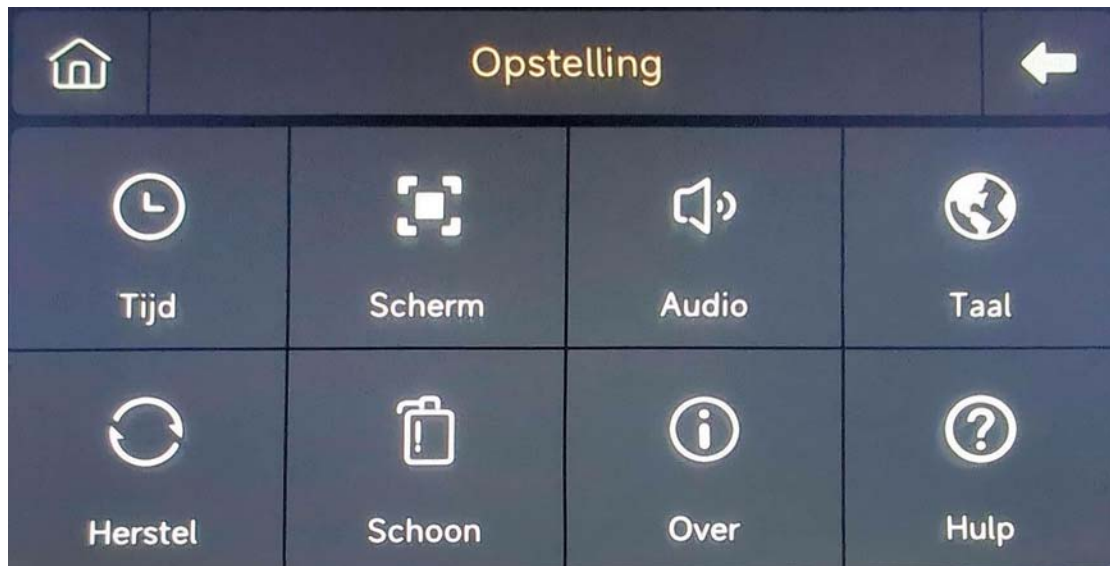 Opstelling
Tijd
Scherm
Audio
Taal
Herstel
Schoon
Over
Hulp